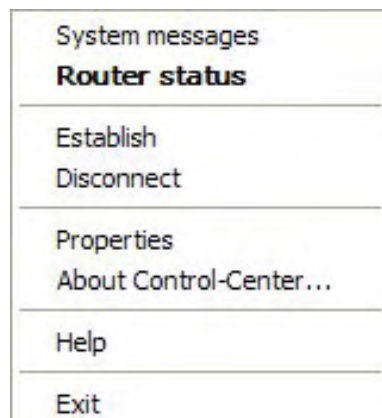 System messages
Router status
Establish
Disconnect
Properties
About Control-Center...
Help
Exit